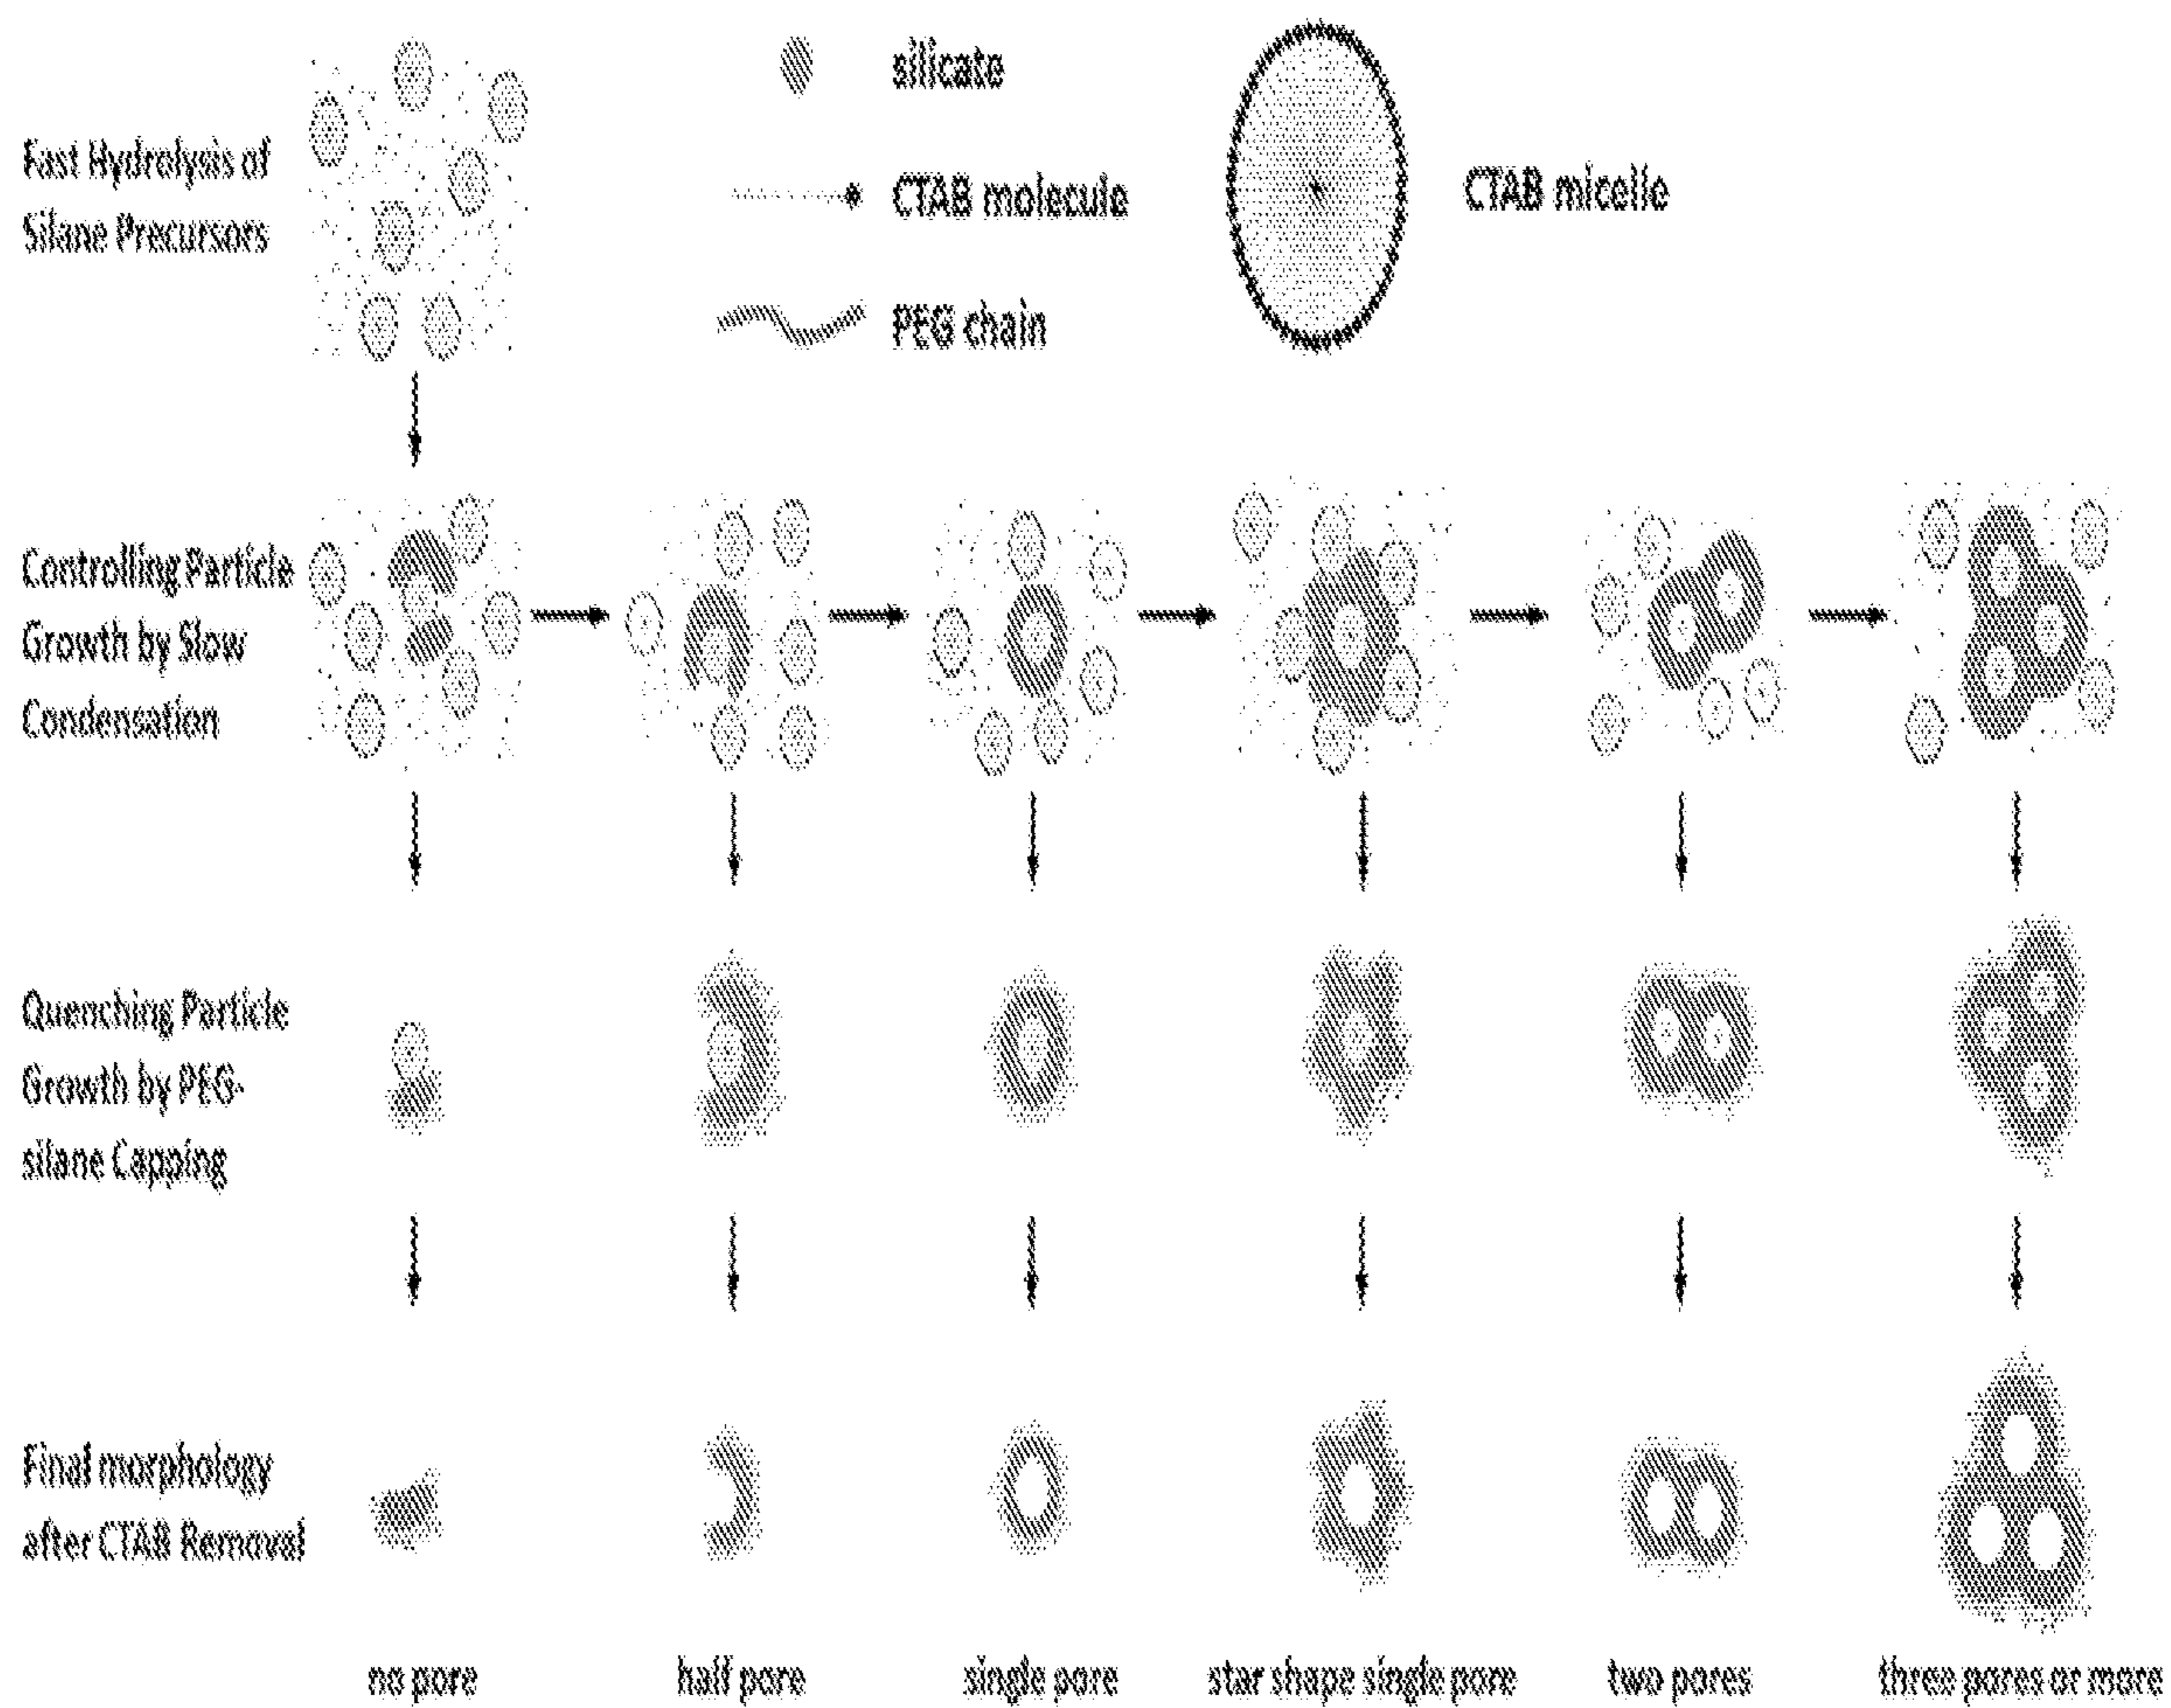 silicate
CTAB molecule
PEG chain
CTAB micelle
Fast Hydrolysis of
Silane Precursors
Controlling Particle
Growth by Slow
Condensation
Quenching Particle
Growth by PEG-
silane Capping
Final morphology
after CTAB Removal
no pore
half pore
single pore
star shape single pore
two pores
three pores or more